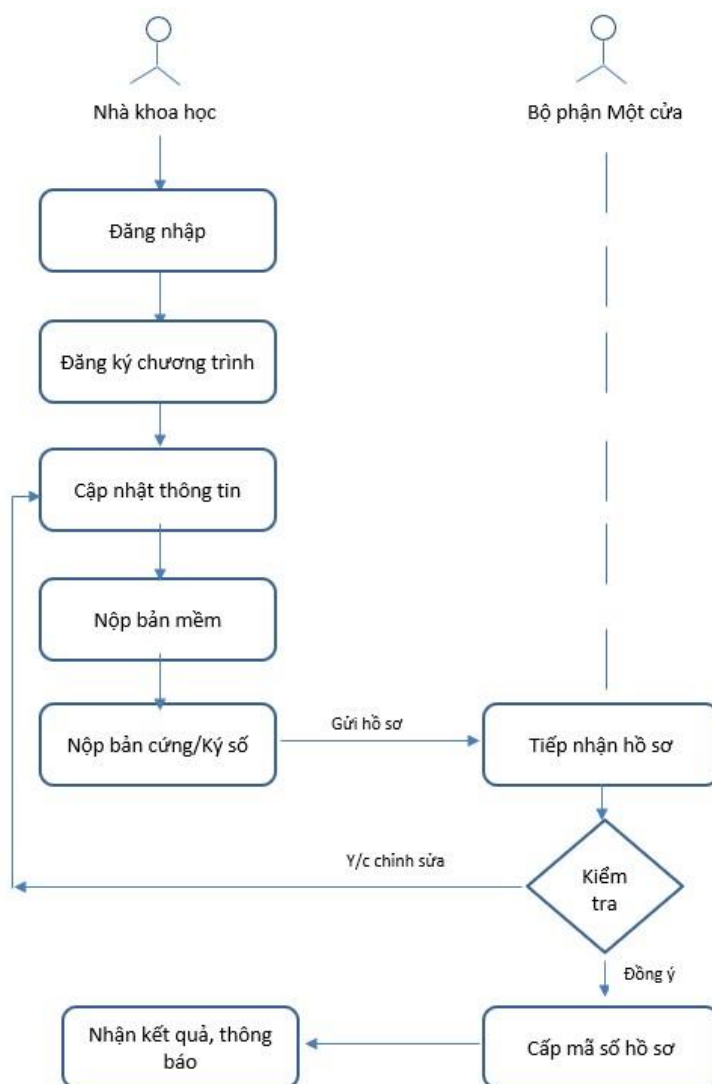 Nhà khoa học
Bộ phận Một cửa
Đăng nhập
Đăng ký chương trình
Cập nhật thông tin
Nộp bản mềm
Nộp bản cứng/Ký số
Gửi hồ sơ
Tiếp nhận hồ sơ
Y/c chỉnh sửa
Kiểm
tra
Đồng ý
Nhận kết quả, thông
báo
Cấp mã số hồ sơ